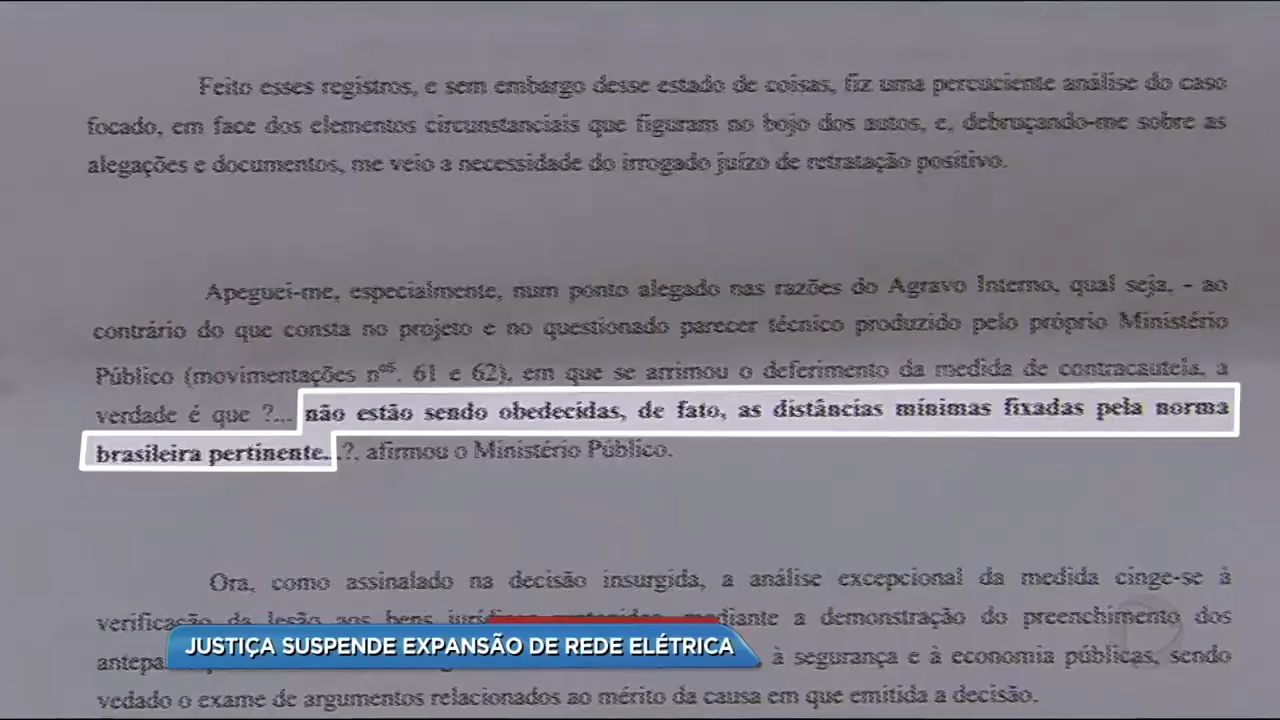 Feito esses registros, e sem embargo desse estado de coisas, fiz uma percuciente análise do caso
focado, em face dos elementos circunstanciais que figuram no bojo dos autos, e, debruçando-me sobre as
alegações e documentos, me veio a necessidade do irrogado juízo de retratação positivo.
Apeguei-me, especialmente, num ponto alegado nas razões do Agravo Interno, qual seja, - ao
contrário do que consta no projeto e no questionado parecer técnico produzido pelo próprio Ministério
Público (movimentações nºs. 61 e 62), em que se arrimou o deferimento da medida de contracautela, a
verdade é que ?... não estão sendo obedecidas, de fato, as distâncias mínimas fixadas pela norma
brasileira pertinente...?, afirmou o Ministério Público.
Ora, como assinalado na decisão insurgida, a análise excepcional da medida cinge-se à
verificação da lesão aos bens jurídicos protegidos, mediante a demonstração do preenchimento dos
à segurança e à economia públicas, sendo
vedado o exame de argumentos relacionados ao mérito da causa em que emitida a decisão.
JUSTIÇA SUSPENDE EXPANSÃO DE REDE ELÉTRICA